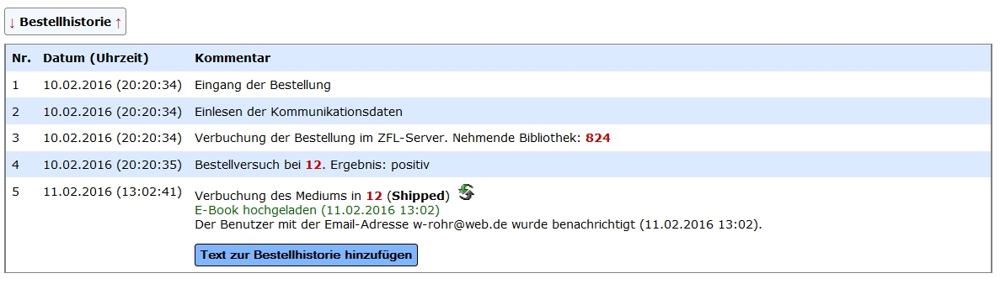 ↓ Bestellhistorie ↑
Nr. Datum (Uhrzeit) Kommentar
1 10.02.2016 (20:20:34) Eingang der Bestellung
2 10.02.2016 (20:20:34) Einlesen der Kommunikationsdaten
3 10.02.2016 (20:20:34) Verbuchung der Bestellung im ZFL-Server. Nehmende Bibliothek: 824
4 10.02.2016 (20:20:35) Bestellversuch bei 12. Ergebnis: positiv
5 11.02.2016 (13:02:41) Verbuchung des Mediums in 12 (Shipped)
E-Book hochgeladen (11.02.2016 13:02)
Der Benutzer mit der Email-Adresse w-rohr@web.de wurde benachrichtigt (11.02.2016 13:02).
Text zur Bestellhistorie hinzufügen